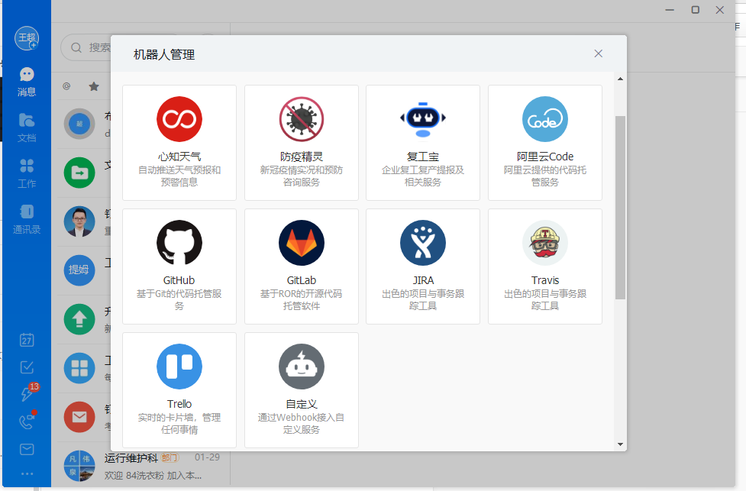 王颖
搜索
消息
文档
工作
通讯录
27
13
@
提姆
机器人管理
心知天气
自动推送天气预报和
预警信息
防疫精灵
新冠疫情实况和预防
咨询服务
复工宝
企业复工复产提报及
相关服务
Code
阿里云Code
阿里云提供的代码托
管服务
GitHub
基于Git的代码托管服
务
GitLab
基于ROR的开源代码
托管软件
JIRA
出色的项目与事务跟
踪工具
Travis
出色的项目与事务跟
踪工具
Trello
实时的卡片墙，管理
任何事情
自定义
通过Webhook接入自
定义服务
运行维护科 部门 01-29
欢迎 84洗衣粉 加入本...